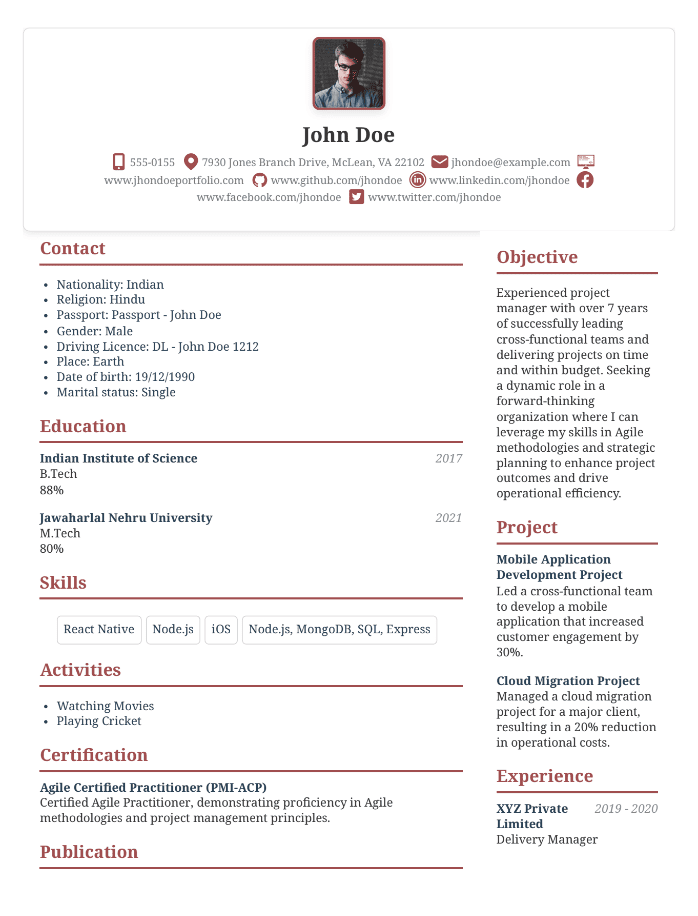 John Doe
555-0155 7930 Jones Branch Drive, McLean, VA 22102 jhondoe@example.com
www.jhondoeportfolio.com www.github.com/jhondoe www.linkedin.com/jhondoe
www.facebook.com/jhondoe www.twitter.com/jhondoe
Contact
• Nationality: Indian
• Religion: Hindu
• Passport: Passport - John Doe
• Gender: Male
• Driving Licence: DL - John Doe 1212
• Place: Earth
• Date of birth: 19/12/1990
• Marital status: Single
Education
Indian Institute of Science 2017
B.Tech
88%
Jawaharlal Nehru University 2021
M.Tech
80%
Skills
React Native Node.js iOS Node.js, MongoDB, SQL, Express
Activities
• Watching Movies
• Playing Cricket
Certification
Agile Certified Practitioner (PMI-ACP)
Certified Agile Practitioner, demonstrating proficiency in Agile
methodologies and project management principles.
Publication
Objective
Experienced project
manager with over 7 years
of successfully leading
cross-functional teams and
delivering projects on time
and within budget. Seeking
a dynamic role in a
forward-thinking
organization where I can
leverage my skills in Agile
methodologies and strategic
planning to enhance project
outcomes and drive
operational efficiency.
Project
Mobile Application
Development Project
Led a cross-functional team
to develop a mobile
application that increased
customer engagement by
30%.
Cloud Migration Project
Managed a cloud migration
project for a major client,
resulting in a 20% reduction
in operational costs.
Experience
XYZ Private 2019 - 2020
Limited
Delivery Manager